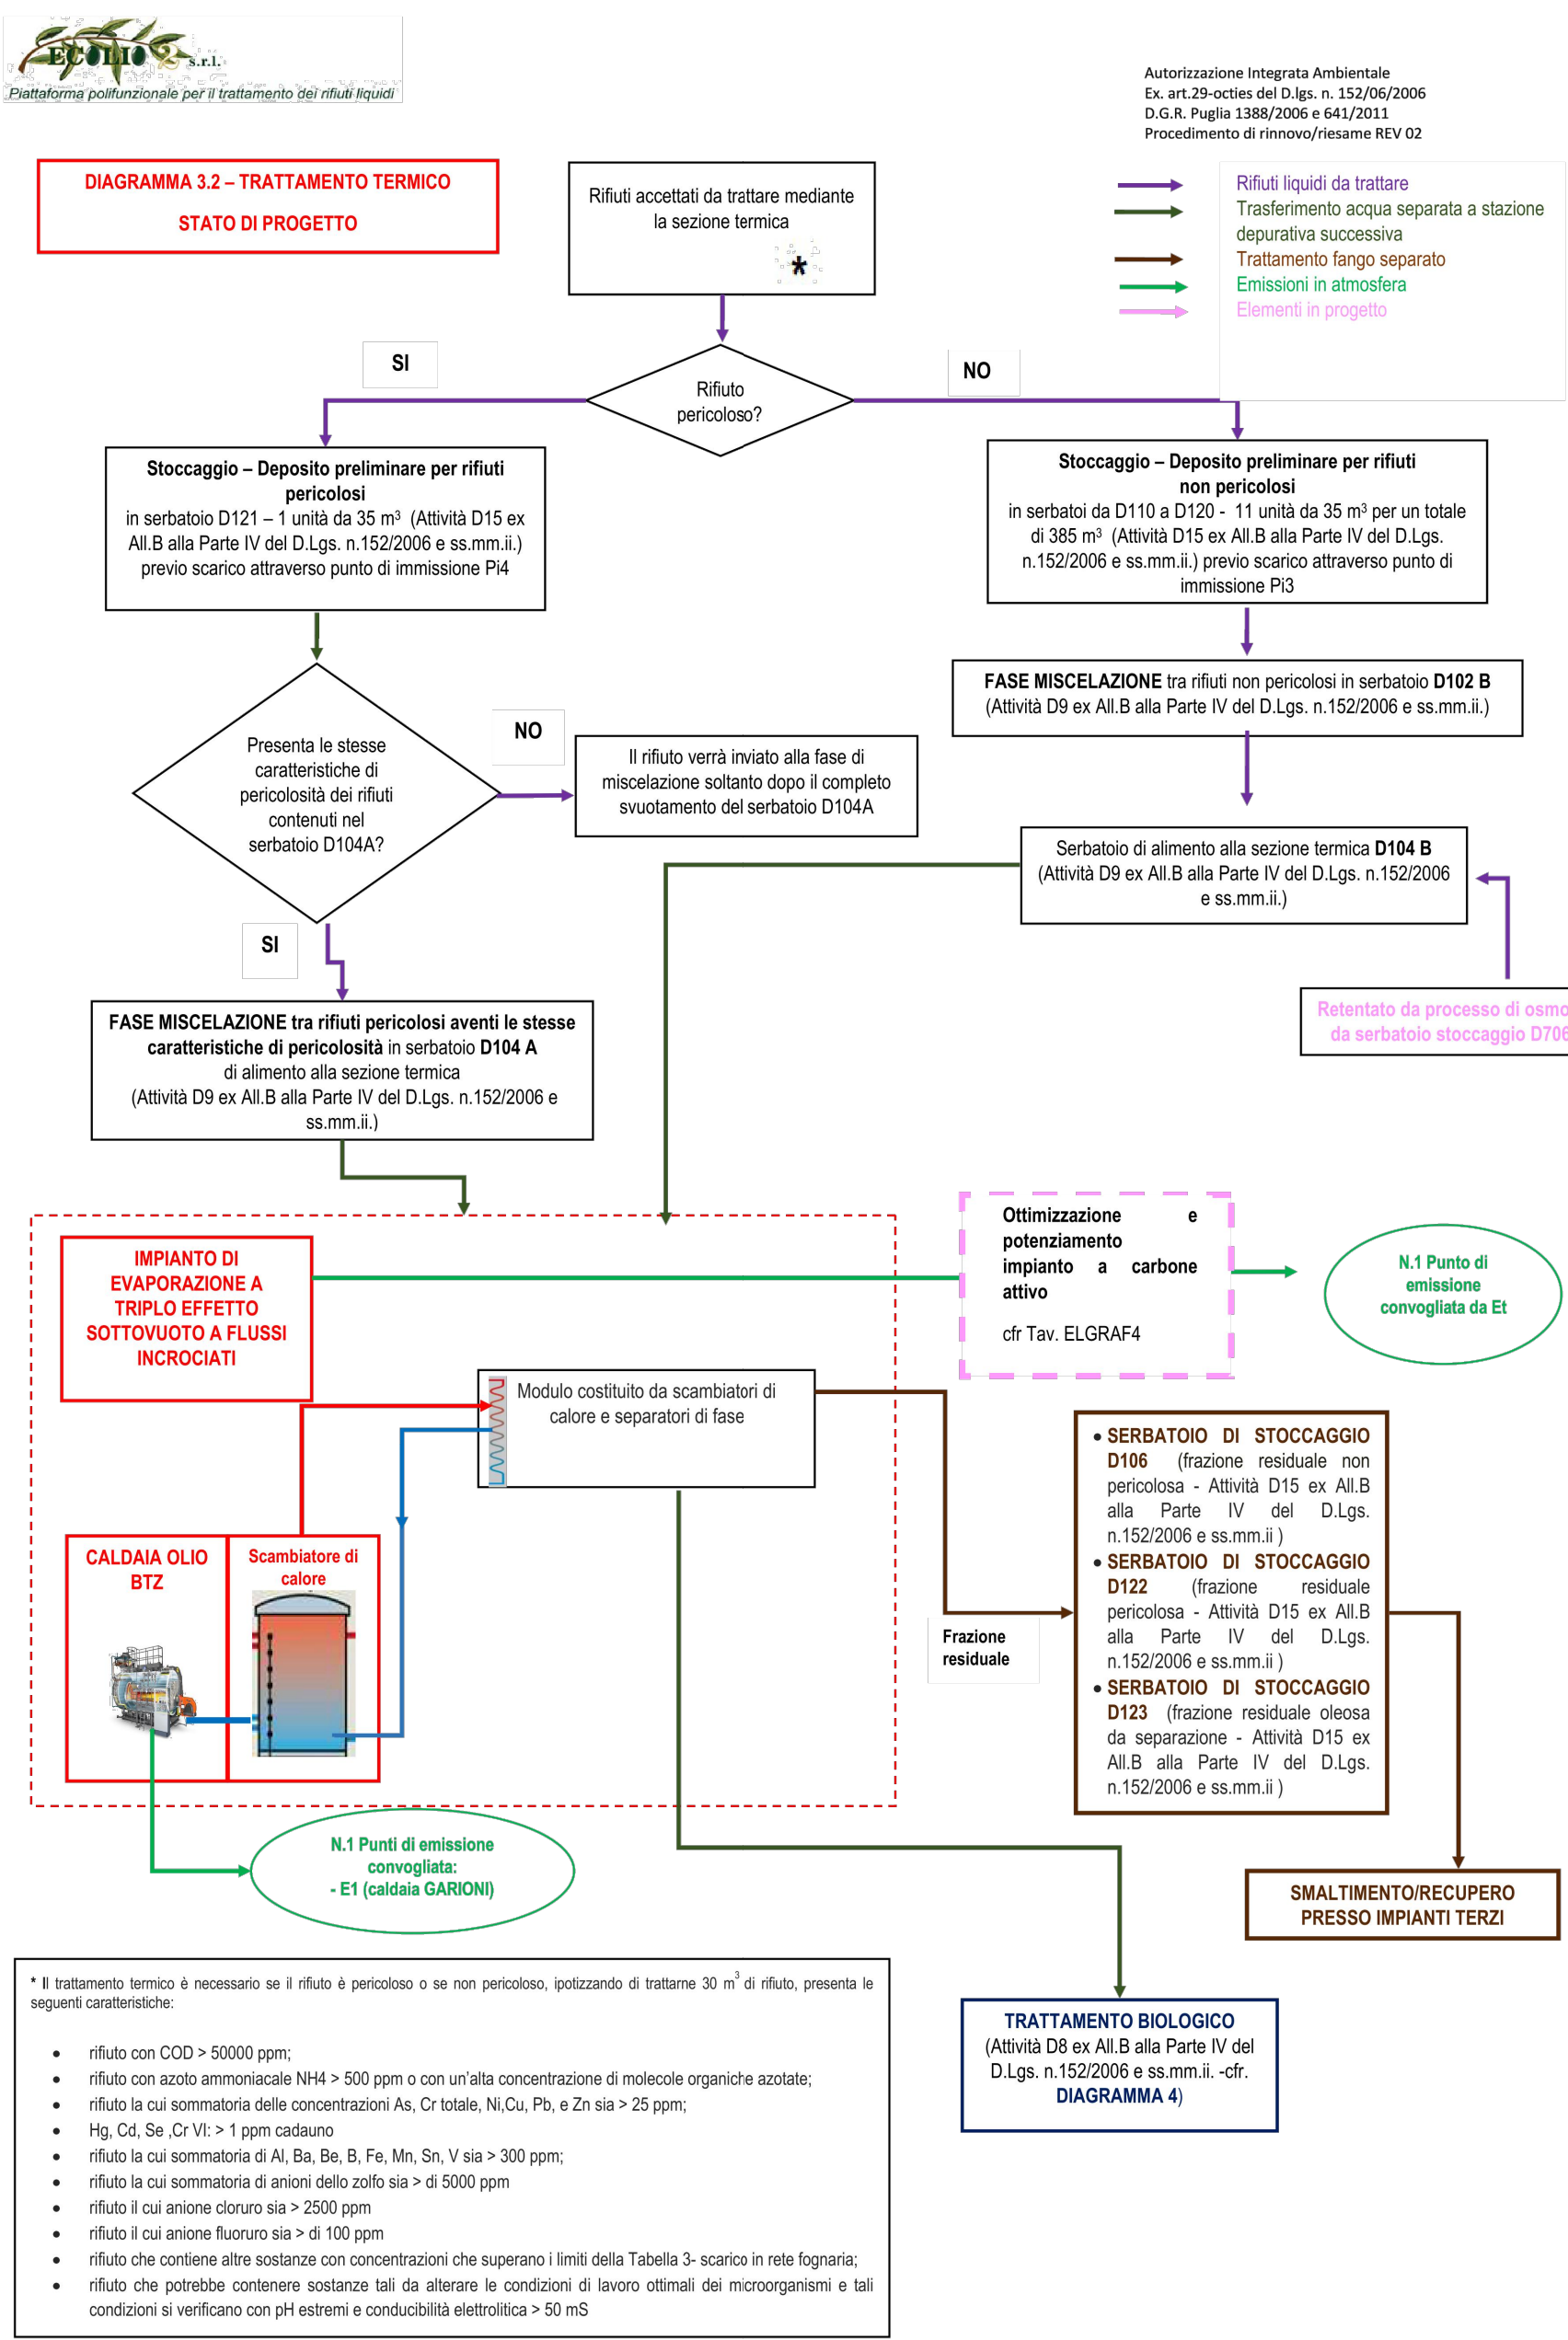 ECOLIO 2 s.r.l.
Piattaforma polifunzionale per il trattamento dei rifiuti liquidi
Autorizzazione Integrata Ambientale
Ex. art.29-octies del D.lgs. n. 152/06/2006
D.G.R. Puglia 1388/2006 e 641/2011
Procedimento di rinnovo/riesame REV 02
DIAGRAMMA 3.2 – TRATTAMENTO TERMICO
STATO DI PROGETTO
Rifiuti accettati da trattare mediante
la sezione termica
*
Rifiuti liquidi da trattare
Trasferimento acqua separata a stazione
depurativa successiva
Trattamento fango separato
Emissioni in atmosfera
Elementi in progetto
SI
Rifiuto
pericoloso?
NO
Stoccaggio – Deposito preliminare per rifiuti
pericolosi
in serbatoio D121 – 1 unità da 35 m³ (Attività D15 ex
All.B alla Parte IV del D.Lgs. n.152/2006 e ss.mm.ii.)
previo scarico attraverso punto di immissione Pi4
Stoccaggio – Deposito preliminare per rifiuti
non pericolosi
in serbatoi da D110 a D120 - 11 unità da 35 m³ per un totale
di 385 m³ (Attività D15 ex All.B alla Parte IV del D.Lgs.
n.152/2006 e ss.mm.ii.) previo scarico attraverso punto di
immissione Pi3
FASE MISCELAZIONE tra rifiuti non pericolosi in serbatoio D102 B
(Attività D9 ex All.B alla Parte IV del D.Lgs. n.152/2006 e ss.mm.ii.)
Presenta le stesse
caratteristiche di
pericolosità dei rifiuti
contenuti nel
serbatoio D104A?
NO
Il rifiuto verrà inviato alla fase di
miscelazione soltanto dopo il completo
svuotamento del serbatoio D104A
Serbatoio di alimento alla sezione termica D104 B
(Attività D9 ex All.B alla Parte IV del D.Lgs. n.152/2006
e ss.mm.ii.)
SI
Retentato da processo di osmo
da serbatoio stoccaggio D706
FASE MISCELAZIONE tra rifiuti pericolosi aventi le stesse
caratteristiche di pericolosità in serbatoio D104 A
di alimento alla sezione termica
(Attività D9 ex All.B alla Parte IV del D.Lgs. n.152/2006 e
ss.mm.ii.)
IMPIANTO DI
EVAPORAZIONE A
TRIPLO EFFETTO
SOTTOVUOTO A FLUSSI
INCROCIATI
Ottimizzazione e
potenziamento
impianto a carbone
attivo
cfr Tav. ELGRAF4
N.1 Punto di
emissione
convogliata da Et
Modulo costituito da scambiatori di
calore e separatori di fase
SERBATOIO DI STOCCAGGIO
D106 (frazione residuale non
pericolosa - Attività D15 ex All.B
alla Parte IV del D.Lgs.
n.152/2006 e ss.mm.ii )
SERBATOIO DI STOCCAGGIO
D122 (frazione residuale
pericolosa - Attività D15 ex All.B
alla Parte IV del D.Lgs.
n.152/2006 e ss.mm.ii )
SERBATOIO DI STOCCAGGIO
D123 (frazione residuale oleosa
da separazione - Attività D15 ex
All.B alla Parte IV del D.Lgs.
n.152/2006 e ss.mm.ii )
CALDAIA OLIO
BTZ
Scambiatore di
calore
Frazione
residuale
N.1 Punti di emissione
convogliata:
- E1 (caldaia GARIONI)
SMALTIMENTO/RECUPERO
PRESSO IMPIANTI TERZI
TRATTAMENTO BIOLOGICO
(Attività D8 ex All.B alla Parte IV del
D.Lgs. n.152/2006 e ss.mm.ii. -cfr.
DIAGRAMMA 4)
* Il trattamento termico è necessario se il rifiuto è pericoloso o se non pericoloso, ipotizzando di trattarne 30 m³ di rifiuto, presenta le
seguenti caratteristiche:
• rifiuto con COD > 50000 ppm;
• rifiuto con azoto ammoniacale NH4 > 500 ppm o con un'alta concentrazione di molecole organiche azotate;
• rifiuto la cui sommatoria delle concentrazioni As, Cr totale, Ni,Cu, Pb, e Zn sia > 25 ppm;
• Hg, Cd, Se ,Cr VI: > 1 ppm cadauno
• rifiuto la cui sommatoria di Al, Ba, Be, B, Fe, Mn, Sn, V sia > 300 ppm;
• rifiuto la cui sommatoria di anioni dello zolfo sia > di 5000 ppm
• rifiuto il cui anione cloruro sia > 2500 ppm
• rifiuto il cui anione fluoruro sia > di 100 ppm
• rifiuto che contiene altre sostanze con concentrazioni che superano i limiti della Tabella 3- scarico in rete fognaria;
• rifiuto che potrebbe contenere sostanze tali da alterare le condizioni di lavoro ottimali dei microorganismi e tali
condizioni si verificano con pH estremi e conducibilità elettrolitica > 50 mS